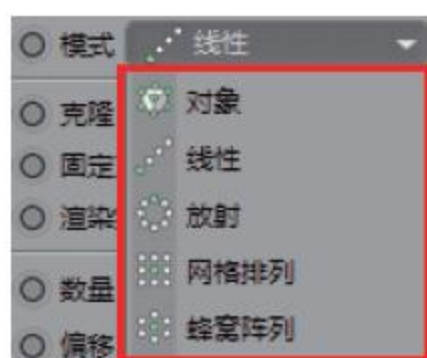 模式 线性
克隆 对象
固定 线性
渲染 放射
网格排列
数量
偏移 蜂窝阵列